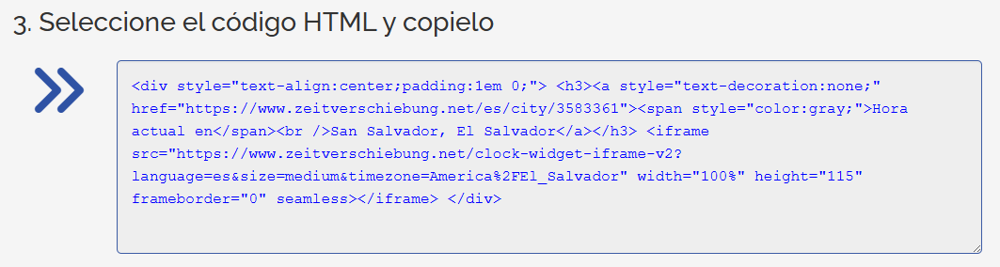 3. Seleccione el código HTML y copielo
<div style="text-align:center;padding:1em 0;"> <h3><a style="text-decoration:none;"
href="https://www.zeitverschiebung.net/es/city/3583361"><span style="color:gray;">Hora
actual en</span><br />San Salvador, El Salvador</a></h3> <iframe
src="https://www.zeitverschiebung.net/clock-widget-iframe-v2?
language=es&size=medium&timezone=America%2FEl_Salvador" width="100%" height="115"
frameborder="0" seamless></iframe> </div>